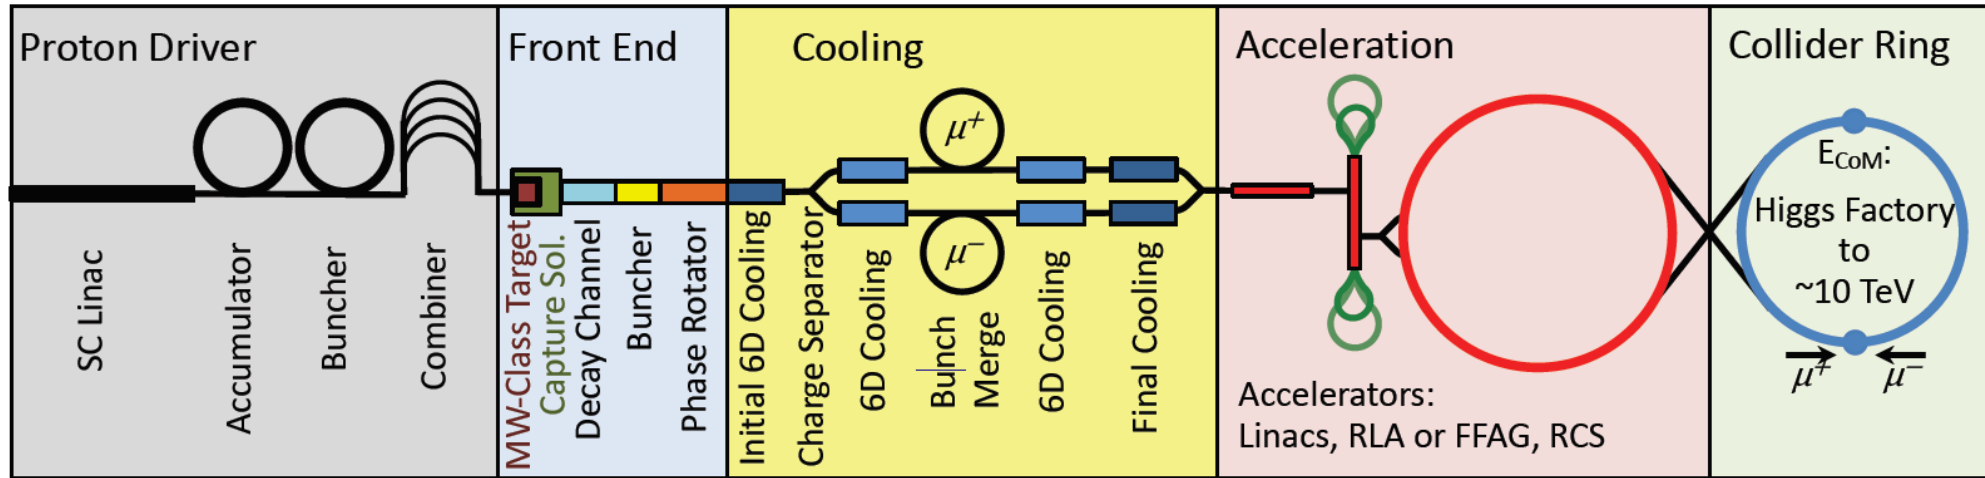 Proton Driver
SC Linac
Accumulator
Buncher
Combiner
Front End
MW-Class Target
Capture Sol.
Decay Channel
Buncher
Phase Rotator
Cooling
Initial 6D Cooling
Charge Separator
6D Cooling
μ+
μ−
Bunch
Merge
6D Cooling
Final Cooling
Acceleration
Accelerators:
Linacs, RLA or FFAG, RCS
Collider Ring
ECoM:
Higgs Factory
to
~10 TeV
μ+ μ−